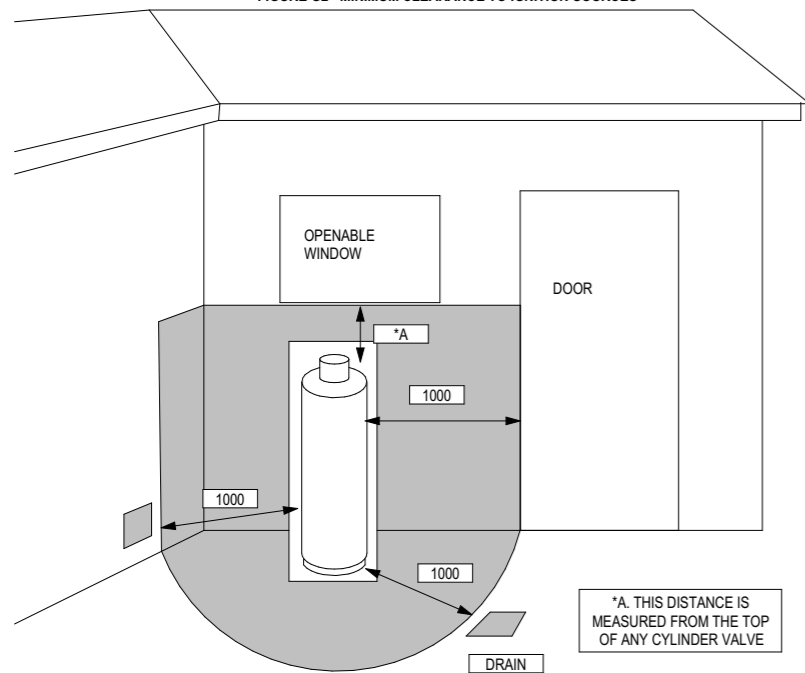 OPENABLE
WINDOW
DOOR
*A
1000
1000
1000
*A. THIS DISTANCE IS
MEASURED FROM THE TOP
OF ANY CYLINDER VALVE
DRAIN